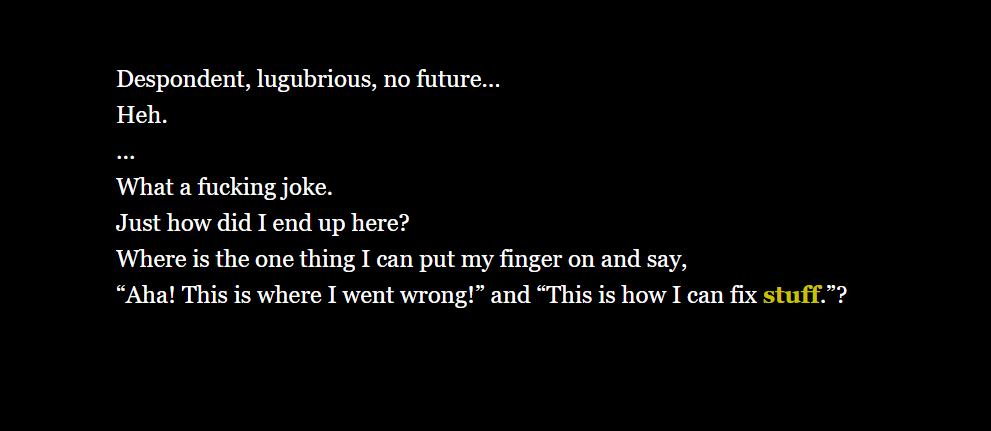 Despondent, lugubrious, no future...
Heh.
...
What a fucking joke.
Just how did I end up here?
Where is the one thing I can put my finger on and say,
“Aha! This is where I went wrong!” and “This is how I can fix stuff.”?